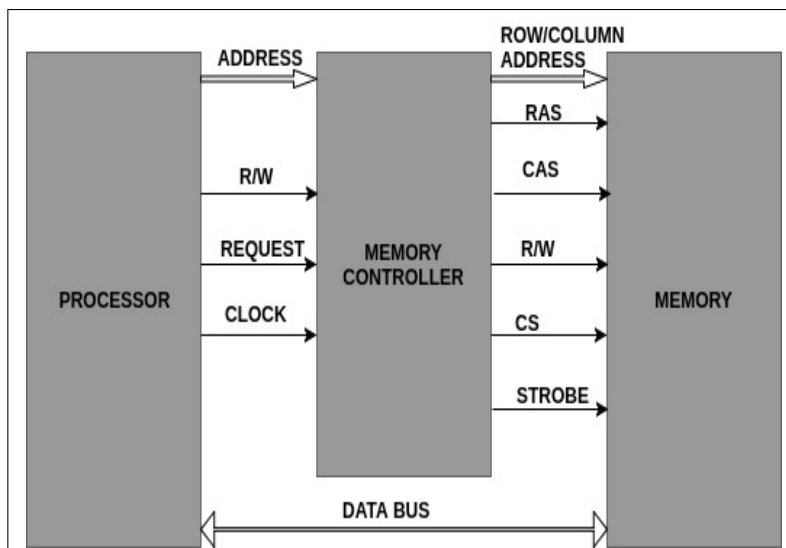 ADDRESS
ROW/COLUMN
ADDRESS
RAS
R/W
CAS
REQUEST
R/W
MEMORY
CONTROLLER
PROCESSOR
MEMORY
CLOCK
CS
STROBE
DATA BUS